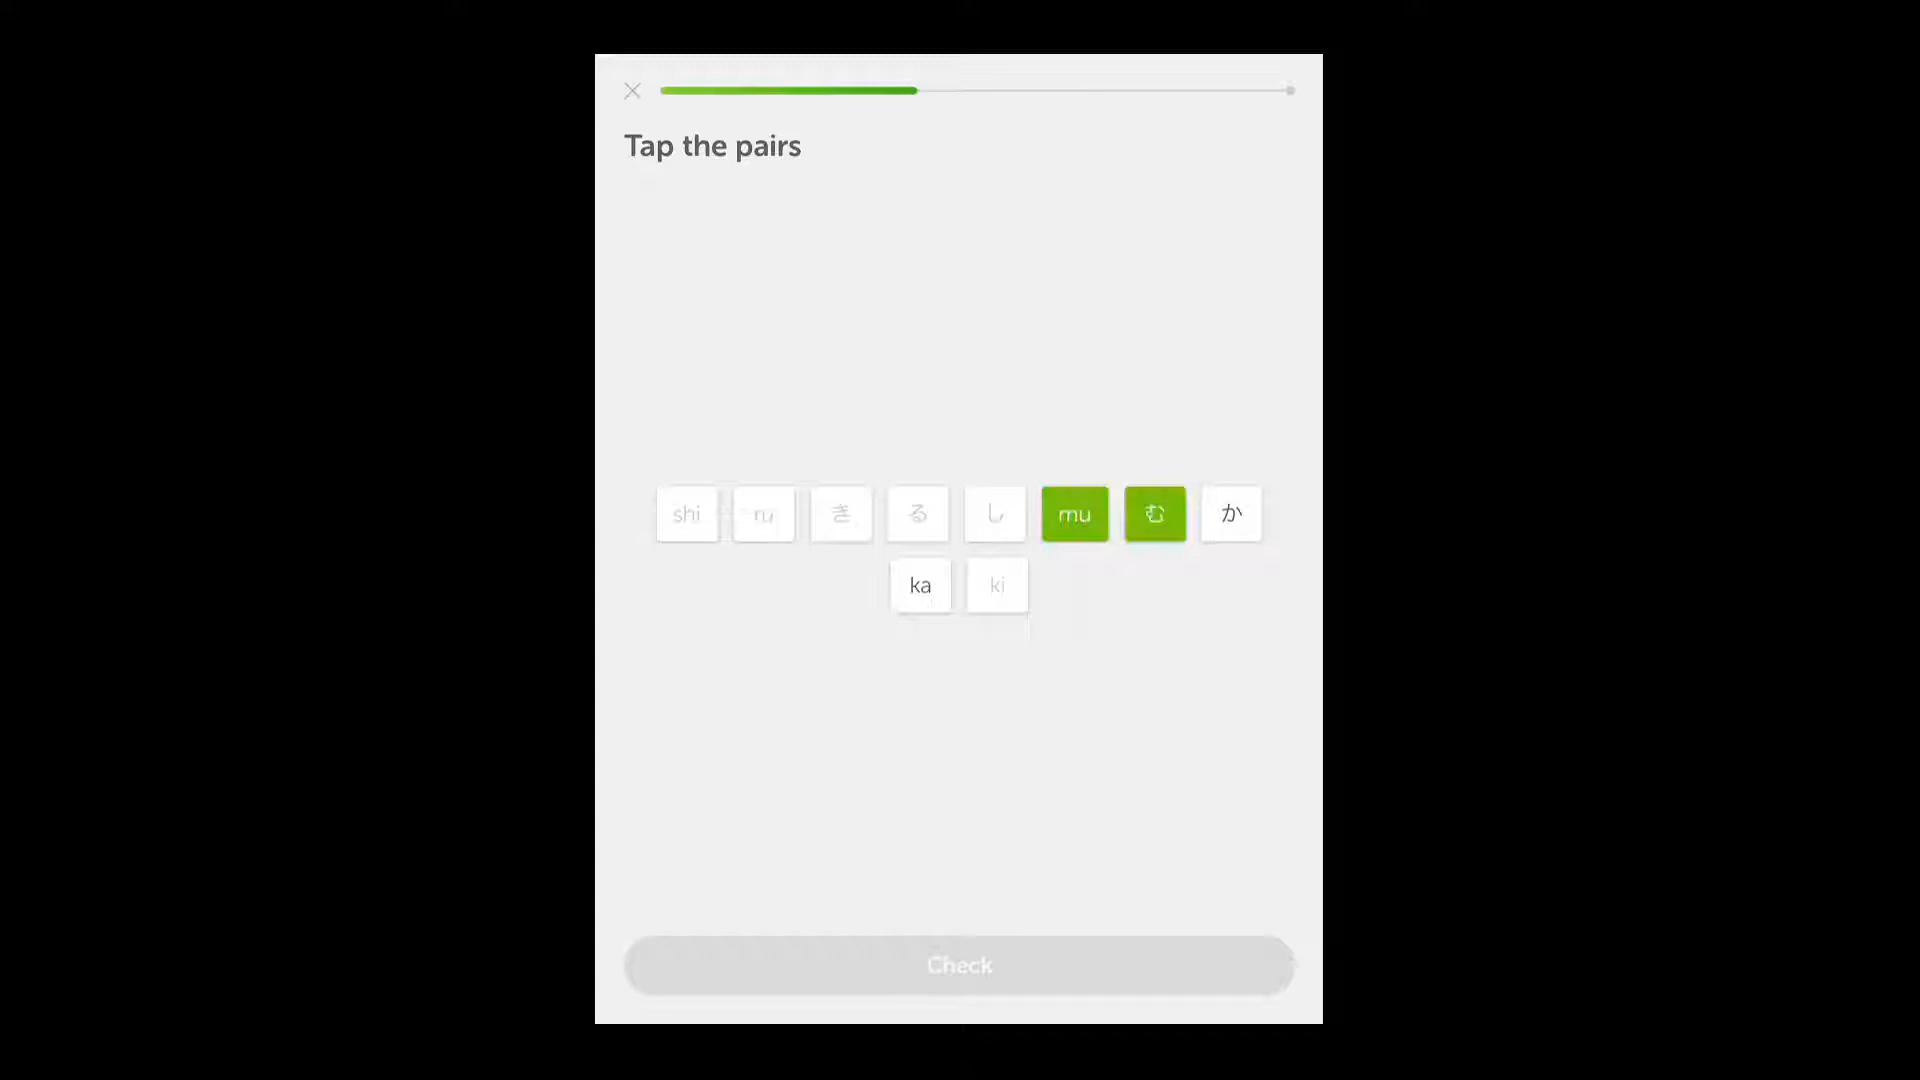 Tap the pairs
shi ru き る し mu む か
ka ki
Check